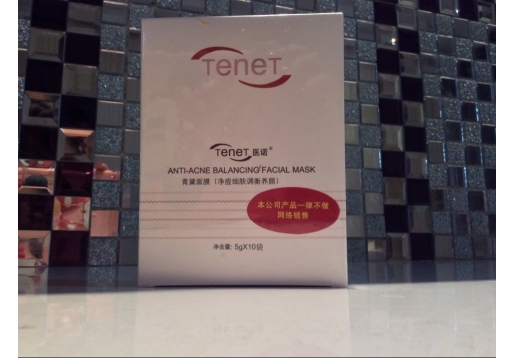 Tenet
Tenet 医诺®
ANTI-ACNE BALANCING FACIAL MASK
青黛面膜(净痘细肤调衡养颜)
本公司产品一律不做
网络销售
净含量: 5gX10袋